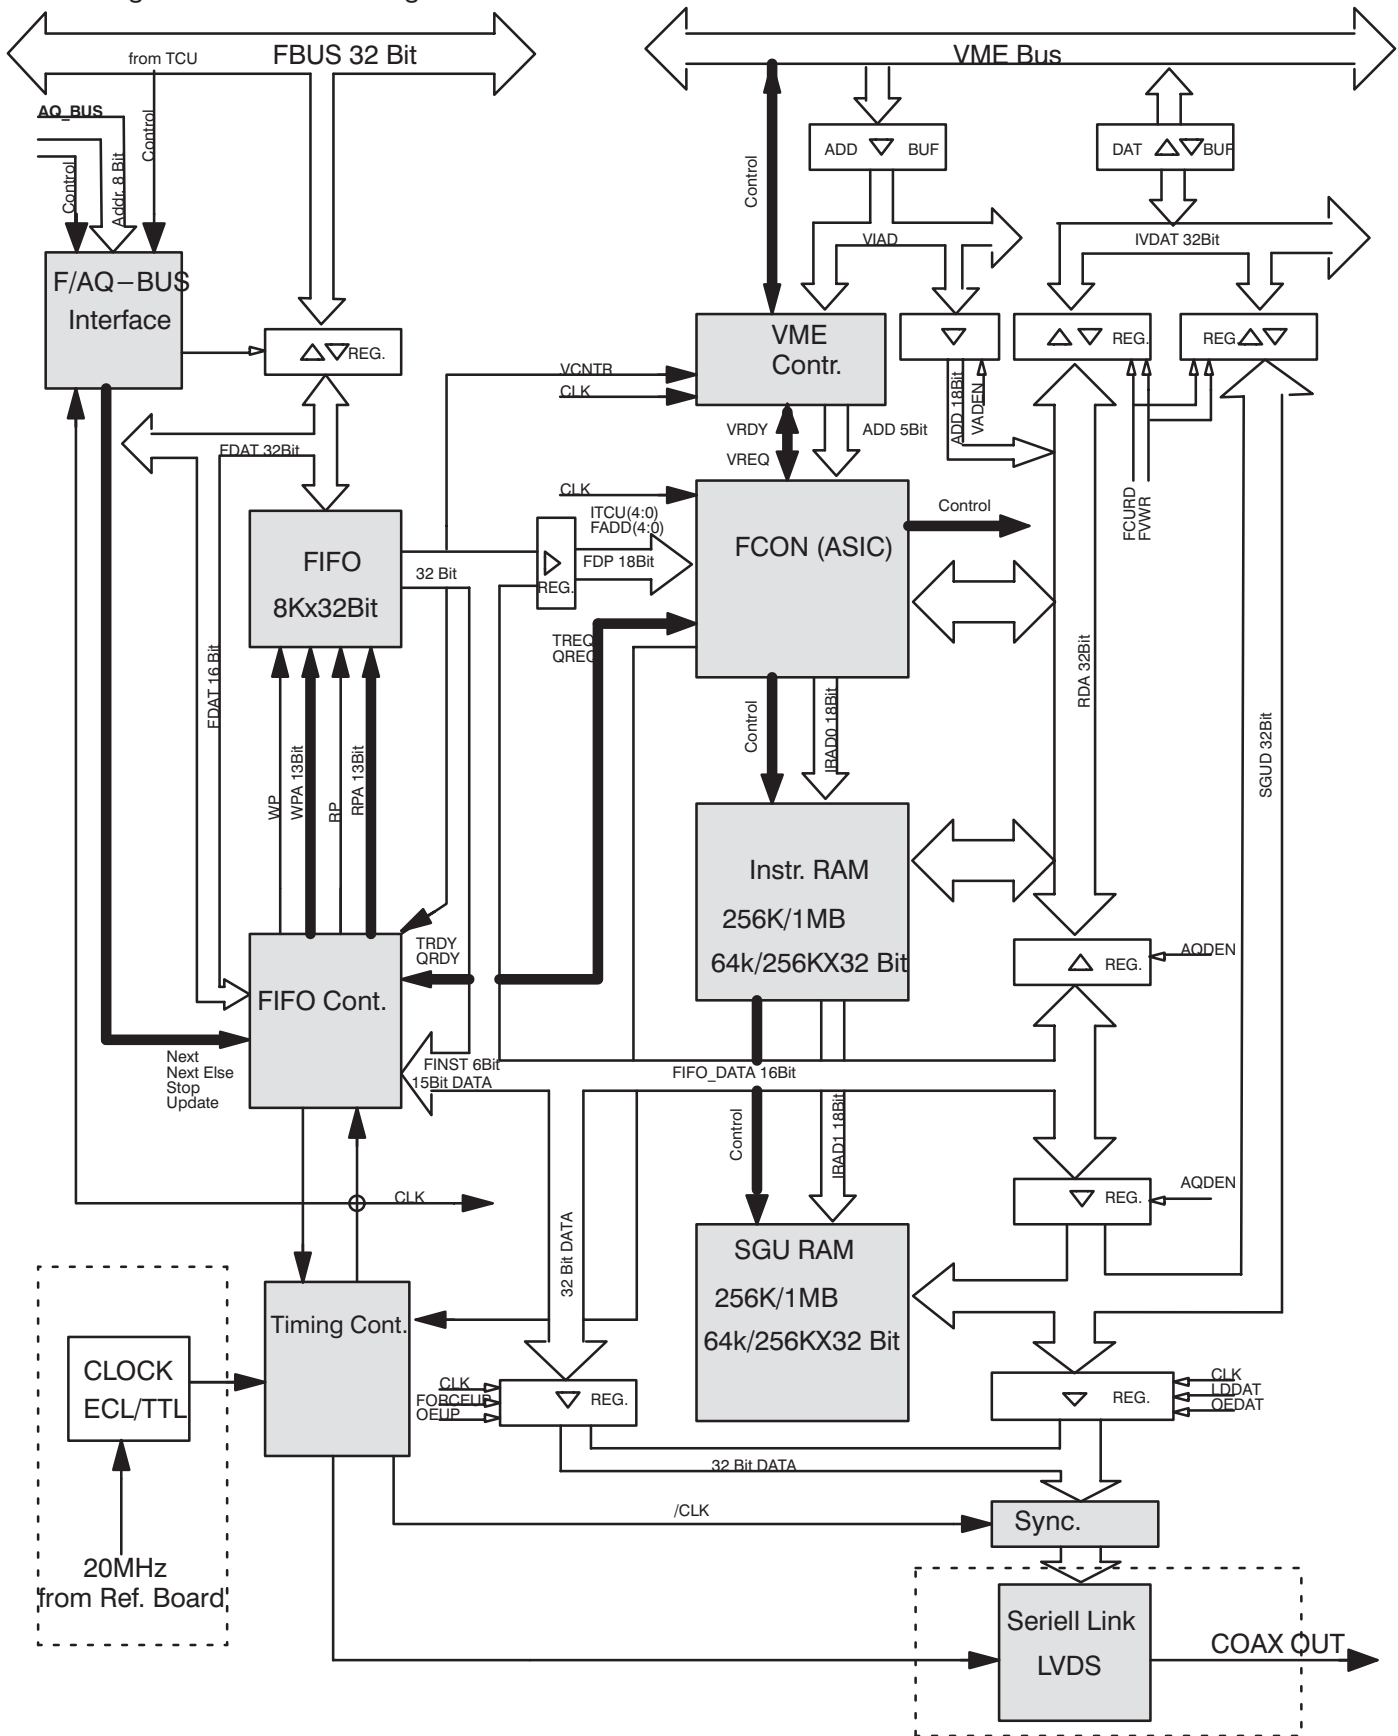 FBUS 32 Bit
VME Bus
from TCU
AQ_BUS
Control
Addr. 8 Bit
Control
Control
ADD BUF
DAT BUF
VIAD
IVDAT 32Bit
F/AQ–BUS
Interface
REG.
VME
Contr.
REG.
REG.
VCNTR
CLK
ADD 18Bit
VADEN
VRDY
VREQ
ADD 5Bit
FDAT 32Bit
FCURD
FVWR
CLK
ITCU(4:0)
FADD(4:0)
FDP 18Bit
REG.
Control
FCON (ASIC)
FIFO
8Kx32Bit
32 Bit
TREQ
QREQ
FDAT 16 Bit
RDA 32Bit
SGUD 32Bit
Control
IRAD0 18Bit
WP
WPA 13Bit
RP
RPA 13Bit
Instr. RAM
256K/1MB
64k/256KX32 Bit
TRDY
QRDY
AQDEN
REG.
FIFO Cont.
Next
Next Else
Stop
Update
FINST 6Bit
15Bit DATA
FIFO_DATA 16Bit
Control
IRAD1 18Bit
CLK
AQDEN
REG.
32 Bit DATA
SGU RAM
256K/1MB
64k/256KX32 Bit
Timing Cont.
CLOCK
ECL/TTL
CLK
FORCEUP
OEUP
REG.
REG.
CLK
LDDAT
OEDAT
32 Bit DATA
/CLK
Sync.
20MHz
from Ref. Board
Seriell Link
LVDS
COAX OUT